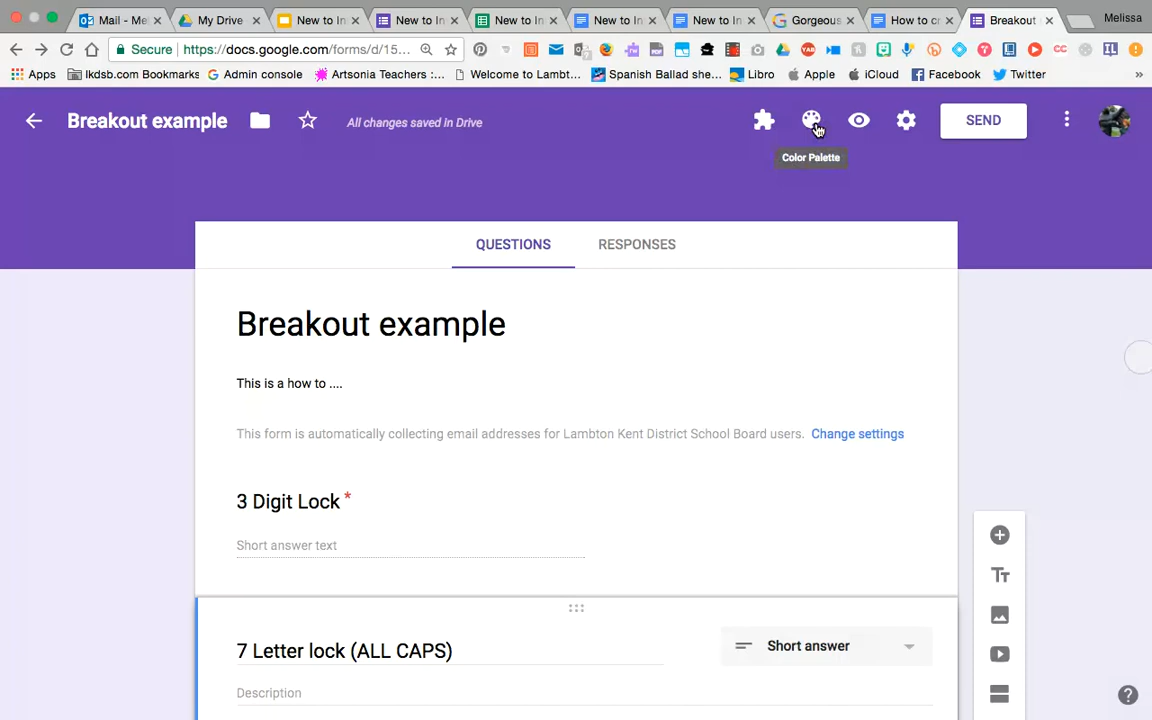 Mail - Me
My Drive
New to In
New to In
New to In
New to In
New to In
Gorgeous
How to cr
Breakout
Melissa
Secure
https://docs.google.com/forms/d/15...
Apps
lkdsb.com Bookmarks
Admin console
Artsonia Teachers :...
Welcome to Lambt...
Spanish Ballad she...
Libro
Apple
iCloud
Facebook
Twitter
»
Breakout example
All changes saved in Drive
SEND
Color Palette
QUESTIONS
RESPONSES
Breakout example
This is a how to ....
This form is automatically collecting email addresses for Lambton Kent District School Board users. Change settings
3 Digit Lock *
Short answer text
7 Letter lock (ALL CAPS)
Short answer
Description